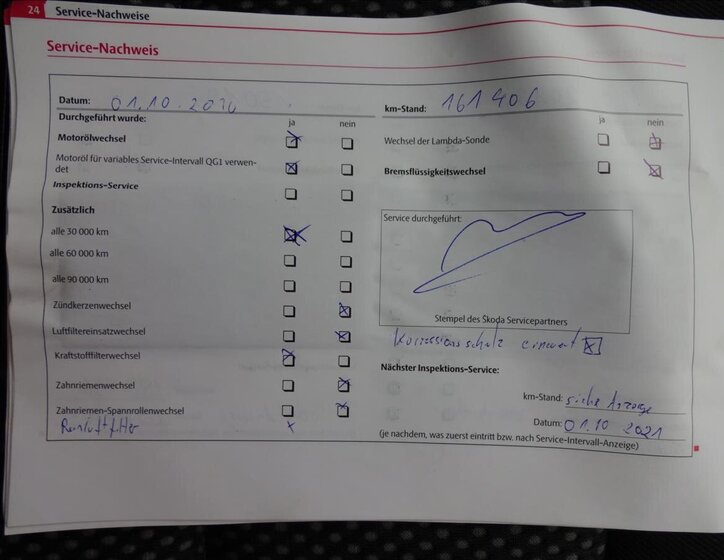 24 Service-Nachweise
Service-Nachweis
Datum: 01.10.2020
km-Stand: 161406
Durchgeführt wurde:
ja nein
ja nein
Motorölwechsel
Wechsel der Lambda-Sonde
Motoröl für variables Service-Intervall QG1 verwen-
det
Bremsflüssigkeitswechsel
Inspektions-Service
Zusätzlich
Service durchgeführt:
alle 30 000 km
alle 60 000 km
alle 90 000 km
Zündkerzenwechsel
Stempel des Škoda Servicepartners
Luftfiltereinsatzwechsel
Korrosionsschutz erneuert
Kraftstofffilterwechsel
Nächster Inspektions-Service:
Zahnriemenwechsel
km-Stand: siehe Anzeige
Zahnriemen-Spannrollenwechsel
Datum: 01.10 2021
Reinluftfilter x
(je nachdem, was zuerst eintritt bzw. nach Service-Intervall-Anzeige)